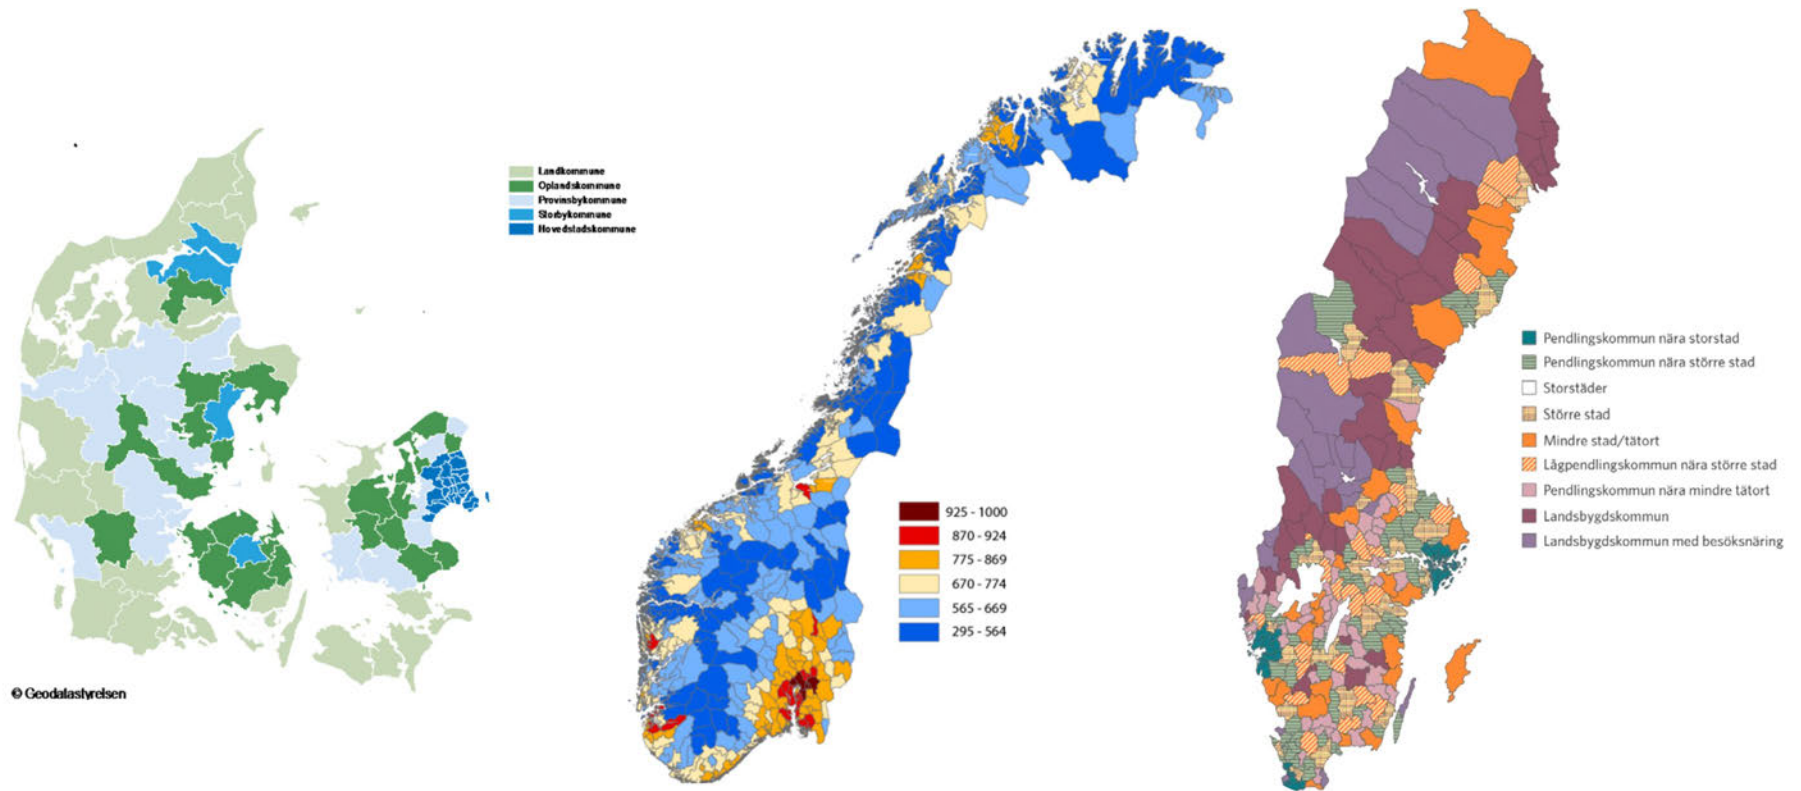 Landkommune
Oplandskommune
Provinsbykommune
Storbykommune
Hovedstadskommune
© Geodatastyrelsen
925 - 1000
870 - 924
775 - 869
670 - 774
565 - 669
295 - 564
Pendlingskommun nära storstad
Pendlingskommun nära större stad
Storstäder
Större stad
Mindre stad/tätort
Lågpendlingskommun nära större stad
Pendlingskommun nära mindre tätort
Landsbygdskommun
Landsbygdskommun med besöksnäring